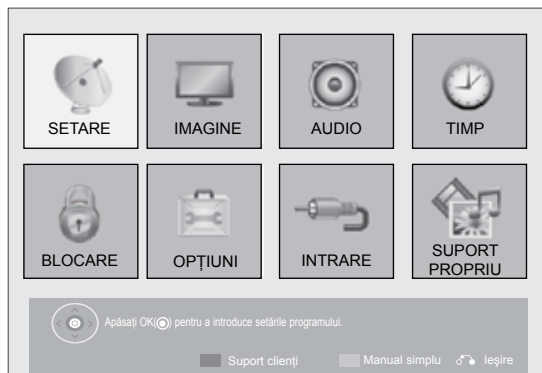 SETARE
IMAGINE
AUDIO
TIMP
BLOCARE
OPȚIUNI
INTRARE
SUPORT
PROPRIU
Apăsați OK(◉) pentru a introduce setările programului.
Suport clienți
Manual simplu
Ieşire